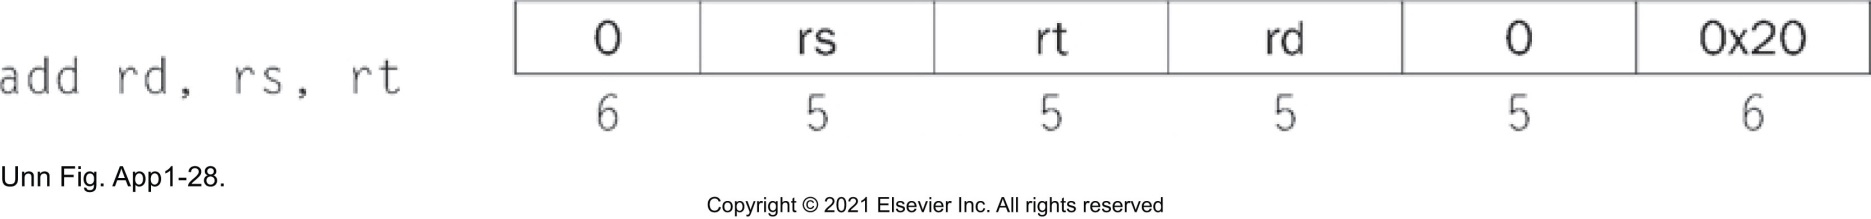 0 rs rt rd 0 0x20
add rd, rs, rt
6 5 5 5 5 6
Unn Fig. App1-28.
Copyright © 2021 Elsevier Inc. All rights reserved